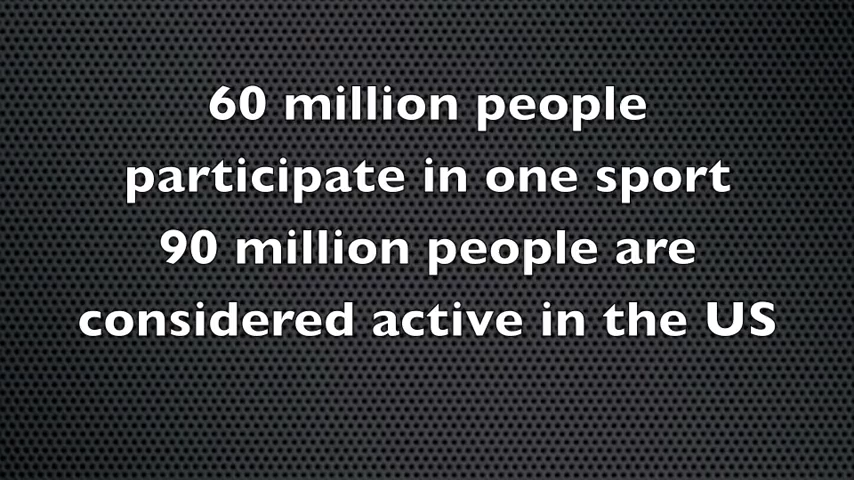 60 million people
participate in one sport
90 million people are
considered active in the US